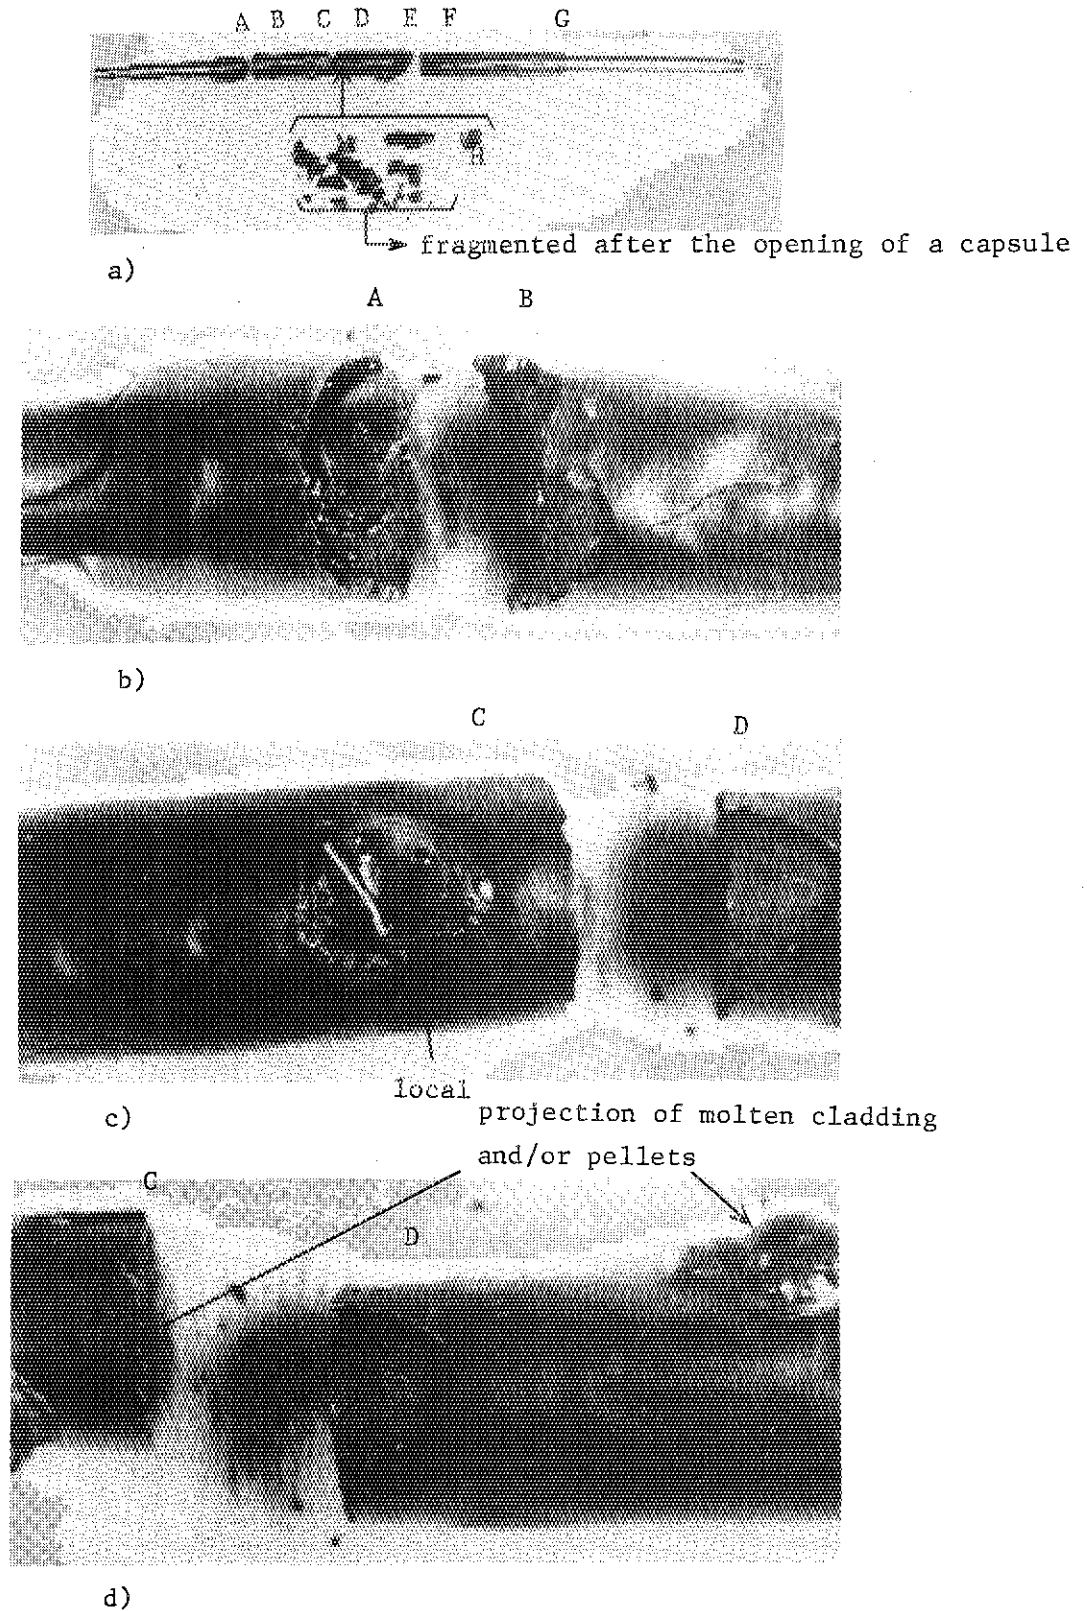 A B C D E F G
H
fragmented after the opening of a capsule
a)
A B
b)
C D
local
c)
projection of molten cladding
and/or pellets
C
D
d)